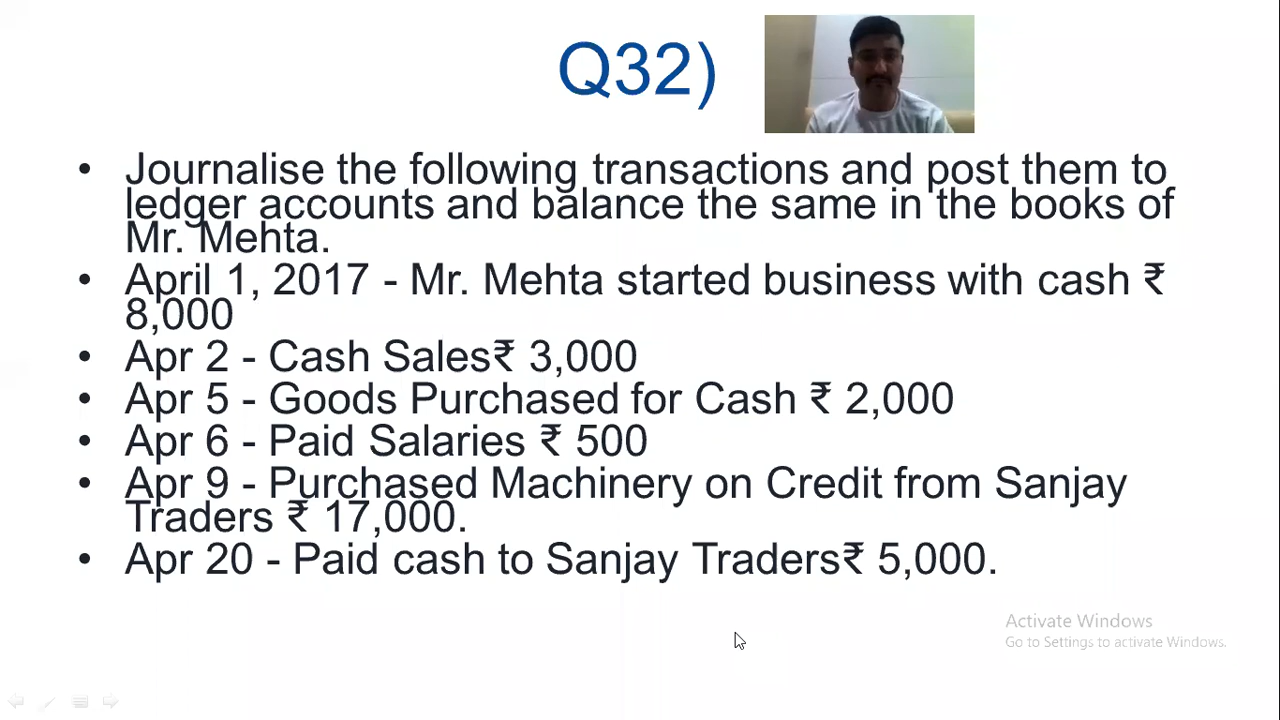 Q32)
• Journalise the following transactions and post them to
ledger accounts and balance the same in the books of
Mr. Mehta.
• April 1, 2017 - Mr. Mehta started business with cash ₹
8,000
• Apr 2 - Cash Sales₹ 3,000
• Apr 5 - Goods Purchased for Cash ₹ 2,000
• Apr 6 - Paid Salaries ₹ 500
• Apr 9 - Purchased Machinery on Credit from Sanjay
Traders ₹ 17,000.
• Apr 20 - Paid cash to Sanjay Traders₹ 5,000.
Activate Windows
Go to Settings to activate Windows.